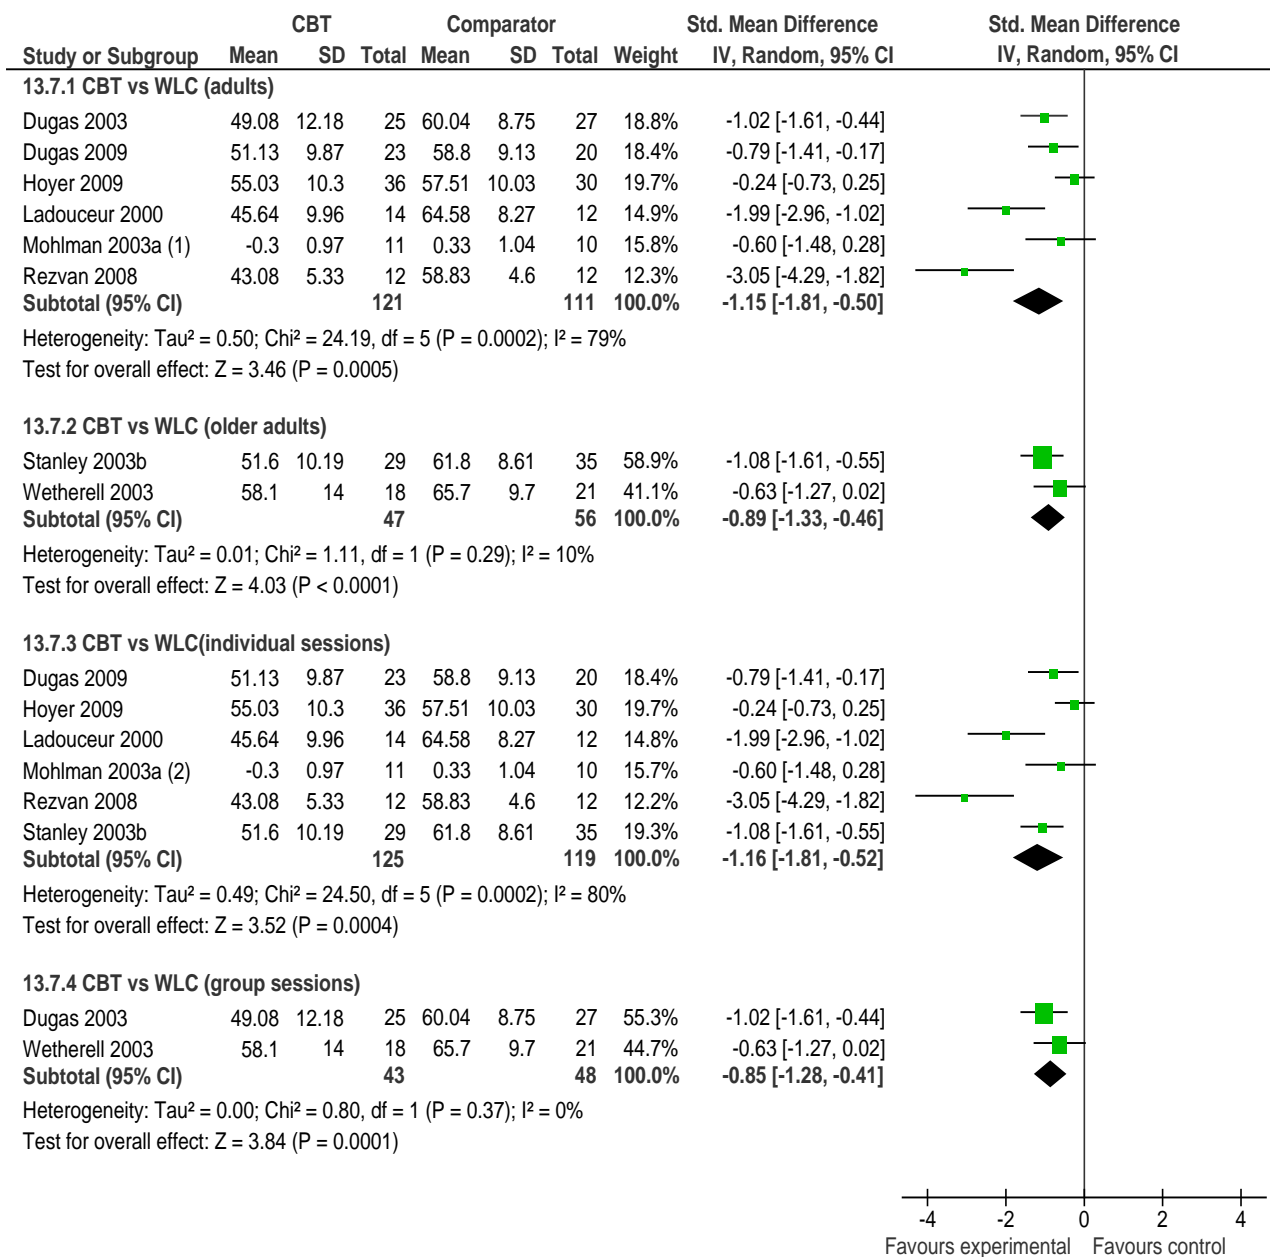 CBT Comparator Std. Mean Difference Std. Mean Difference
Study or Subgroup Mean SD Total Mean SD Total Weight IV, Random, 95% CI IV, Random, 95% CI
13.7.1 CBT vs WLC (adults)
Dugas 2003 49.08 12.18 25 60.04 8.75 27 18.8% -1.02 [-1.61, -0.44]
Dugas 2009 51.13 9.87 23 58.8 9.13 20 18.4% -0.79 [-1.41, -0.17]
Hoyer 2009 55.03 10.3 36 57.51 10.03 30 19.7% -0.24 [-0.73, 0.25]
Ladouceur 2000 45.64 9.96 14 64.58 8.27 12 14.9% -1.99 [-2.96, -1.02]
Mohlman 2003a (1) -0.3 0.97 11 0.33 1.04 10 15.8% -0.60 [-1.48, 0.28]
Rezvan 2008 43.08 5.33 12 58.83 4.6 12 12.3% -3.05 [-4.29, -1.82]
Subtotal (95% CI) 121 111 100.0% -1.15 [-1.81, -0.50]
Heterogeneity: Tau² = 0.50; Chi² = 24.19, df = 5 (P = 0.0002); I² = 79%
Test for overall effect: Z = 3.46 (P = 0.0005)
13.7.2 CBT vs WLC (older adults)
Stanley 2003b 51.6 10.19 29 61.8 8.61 35 58.9% -1.08 [-1.61, -0.55]
Wetherell 2003 58.1 14 18 65.7 9.7 21 41.1% -0.63 [-1.27, 0.02]
Subtotal (95% CI) 47 56 100.0% -0.89 [-1.33, -0.46]
Heterogeneity: Tau² = 0.01; Chi² = 1.11, df = 1 (P = 0.29); I² = 10%
Test for overall effect: Z = 4.03 (P < 0.0001)
13.7.3 CBT vs WLC(individual sessions)
Dugas 2009 51.13 9.87 23 58.8 9.13 20 18.4% -0.79 [-1.41, -0.17]
Hoyer 2009 55.03 10.3 36 57.51 10.03 30 19.7% -0.24 [-0.73, 0.25]
Ladouceur 2000 45.64 9.96 14 64.58 8.27 12 14.8% -1.99 [-2.96, -1.02]
Mohlman 2003a (2) -0.3 0.97 11 0.33 1.04 10 15.7% -0.60 [-1.48, 0.28]
Rezvan 2008 43.08 5.33 12 58.83 4.6 12 12.2% -3.05 [-4.29, -1.82]
Stanley 2003b 51.6 10.19 29 61.8 8.61 35 19.3% -1.08 [-1.61, -0.55]
Subtotal (95% CI) 125 119 100.0% -1.16 [-1.81, -0.52]
Heterogeneity: Tau² = 0.49; Chi² = 24.50, df = 5 (P = 0.0002); I² = 80%
Test for overall effect: Z = 3.52 (P = 0.0004)
13.7.4 CBT vs WLC (group sessions)
Dugas 2003 49.08 12.18 25 60.04 8.75 27 55.3% -1.02 [-1.61, -0.44]
Wetherell 2003 58.1 14 18 65.7 9.7 21 44.7% -0.63 [-1.27, 0.02]
Subtotal (95% CI) 43 48 100.0% -0.85 [-1.28, -0.41]
Heterogeneity: Tau² = 0.00; Chi² = 0.80, df = 1 (P = 0.37); I² = 0%
Test for overall effect: Z = 3.84 (P = 0.0001)
-4 -2 0 2 4
Favours experimental Favours control